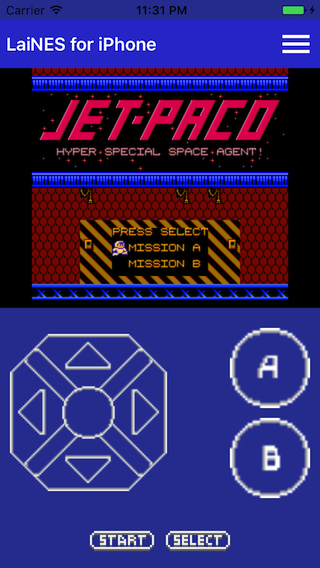 Carrier 11:31 PM
LaiNES for iPhone
JET-PACO
HYPER SPECIAL SPACE AGENT!
PRESS SELECT
MISSION A
MISSION B
A
B
START SELECT